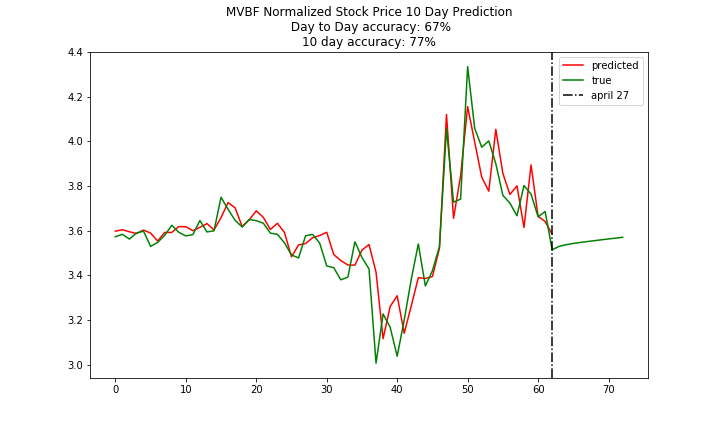 MVBF Normalized Stock Price 10 Day Prediction
Day to Day accuracy: 67%
10 day accuracy: 77%
4.4
4.2
4.0
3.8
3.6
3.4
3.2
3.0
0 10 20 30 40 50 60 70
predicted
true
april 27